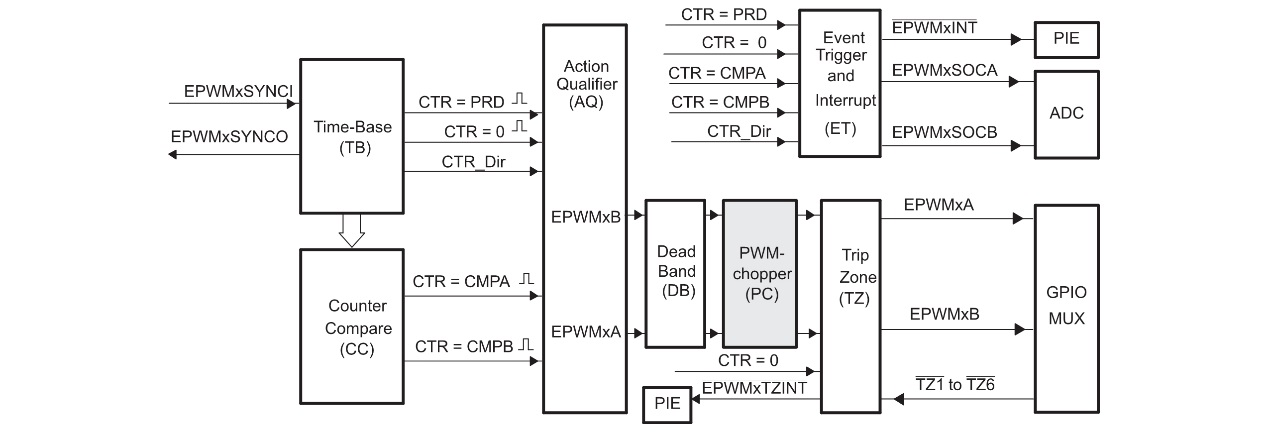 EPWMxSYNCI
EPWMxSYNCO
Time-Base
(TB)
CTR = PRD
CTR = 0
CTR_Dir
Counter
Compare
(CC)
CTR = CMPA
CTR = CMPB
Action
Qualifier
(AQ)
EPWMxB
EPWMxA
CTR = PRD
CTR = 0
CTR = CMPA
CTR = CMPB
CTR_Dir
Event
Trigger
and
Interrupt
(ET)
EPWMxINT
EPWMxSOCA
EPWMxSOCB
PIE
ADC
Dead
Band
(DB)
PWM-
chopper
(PC)
CTR = 0
EPWMxTZINT
PIE
Trip
Zone
(TZ)
EPWMxA
EPWMxB
TZ1 to TZ6
GPIO
MUX